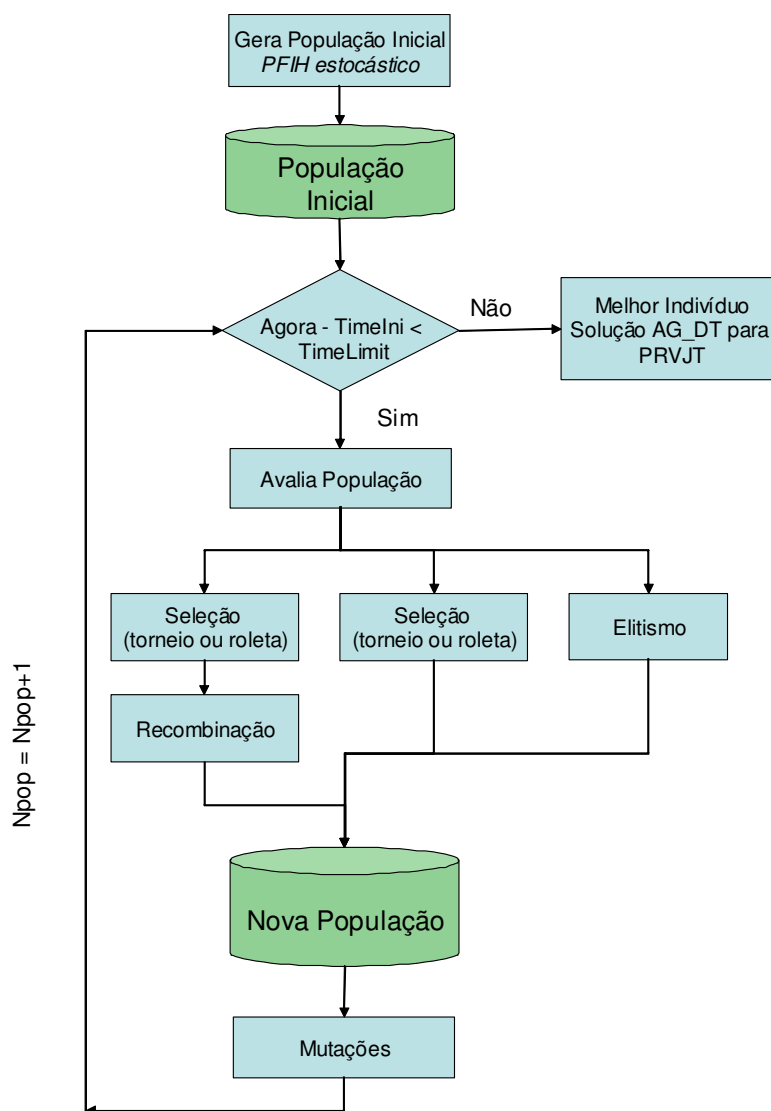 Gera População Inicial
PFIH estocástico
População
Inicial
Agora - TimeIni <
TimeLimit
Não
Melhor Indivíduo
Solução AG_DT para
PRVJT
Sim
Avalia População
Seleção
(torneio ou roleta)
Seleção
(torneio ou roleta)
Elitismo
Recombinação
Npop = Npop+1
Nova População
Mutações